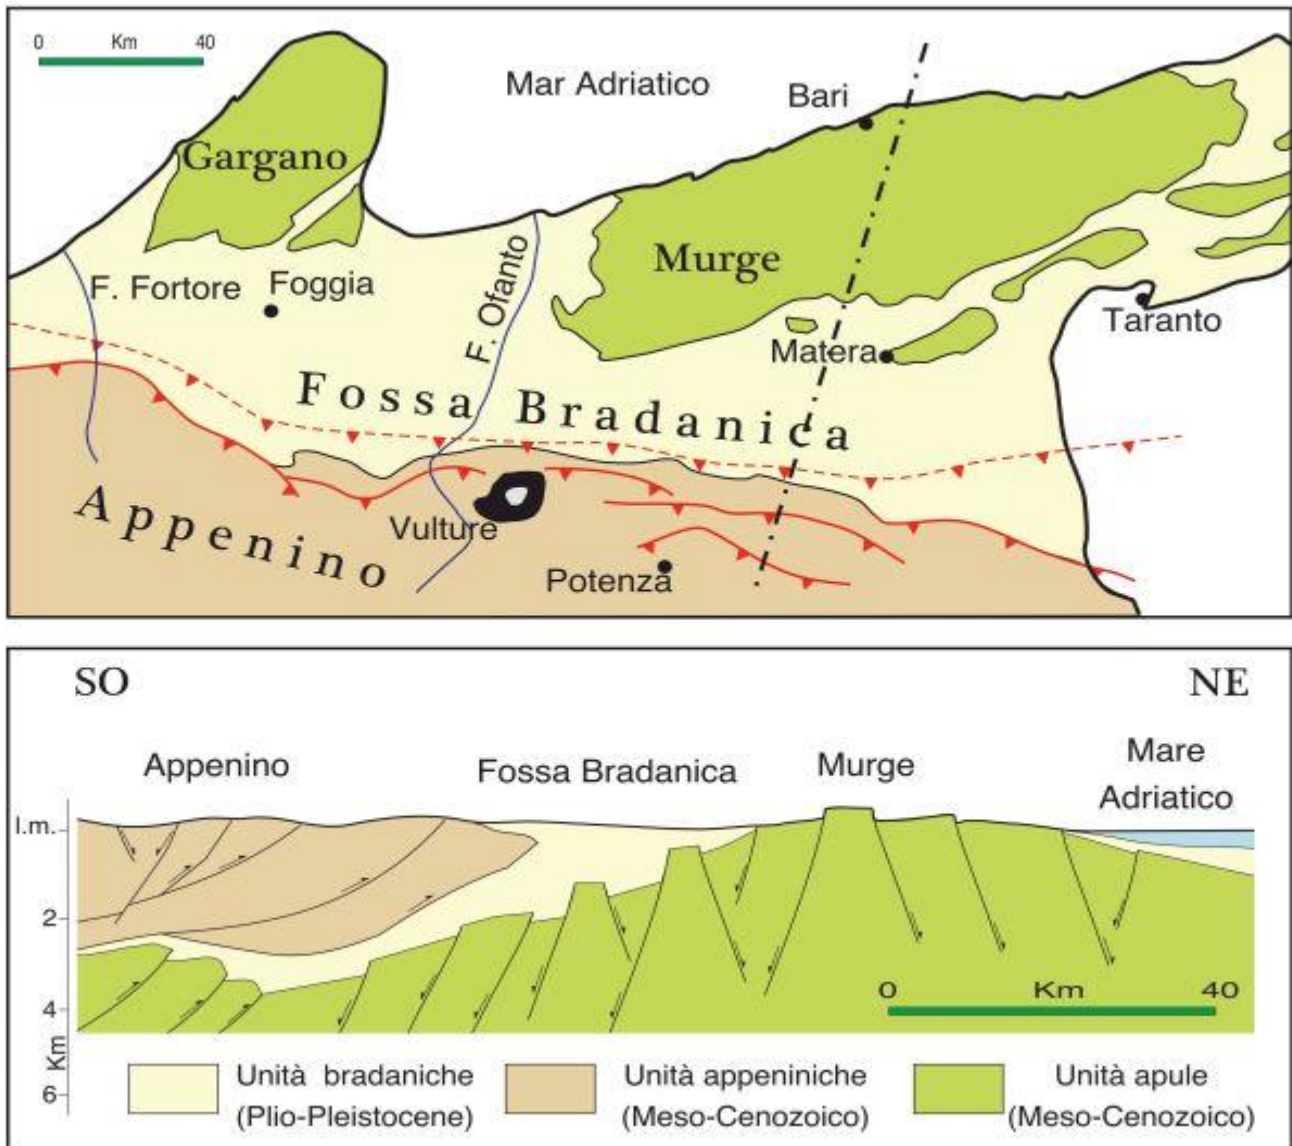 0 Km 40
Mar Adriatico
Bari
Gargano
Murge
F. Fortore
Foggia
F. Ofanto
Taranto
Matera
Fossa Bradanica
Appenino
Vulture
Potenza
SO
NE
Appenino
Fossa Bradanica
Murge
Mare
Adriatico
l.m.
2
4
Km
6
0 Km 40
Unità bradaniche
(Plio-Pleistocene)
Unità appeniniche
(Meso-Cenozoico)
Unità apule
(Meso-Cenozoico)